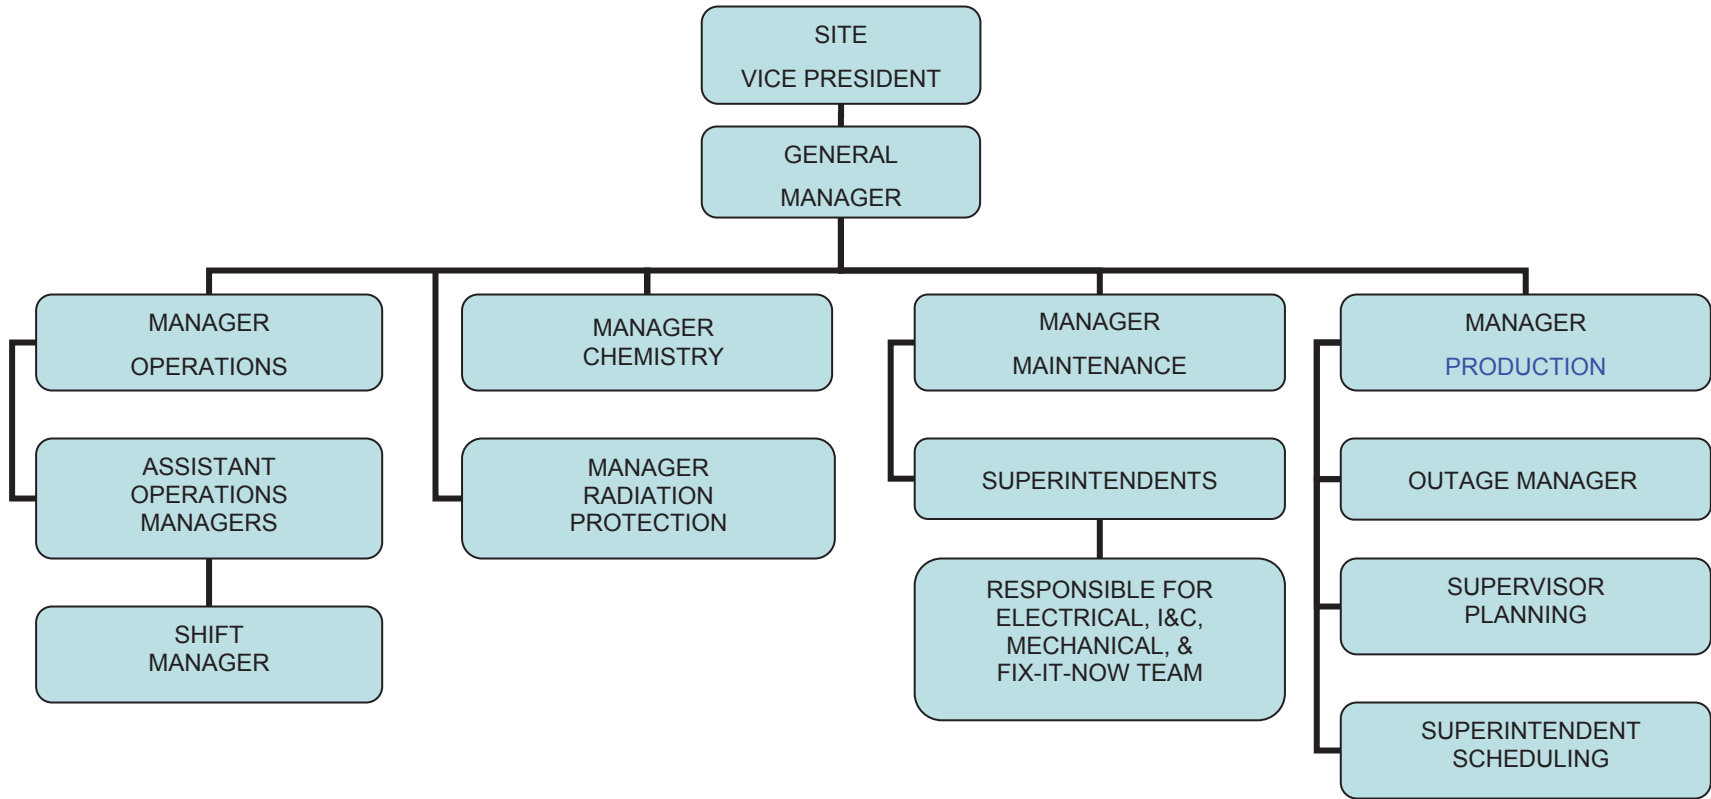 SITE
VICE PRESIDENT
GENERAL
MANAGER
MANAGER
OPERATIONS
MANAGER
CHEMISTRY
MANAGER
MAINTENANCE
MANAGER
PRODUCTION
ASSISTANT
OPERATIONS
MANAGERS
MANAGER
RADIATION
PROTECTION
SUPERINTENDENTS
OUTAGE MANAGER
SHIFT
MANAGER
RESPONSIBLE FOR
ELECTRICAL, I&C,
MECHANICAL, &
FIX-IT-NOW TEAM
SUPERVISOR
PLANNING
SUPERINTENDENT
SCHEDULING